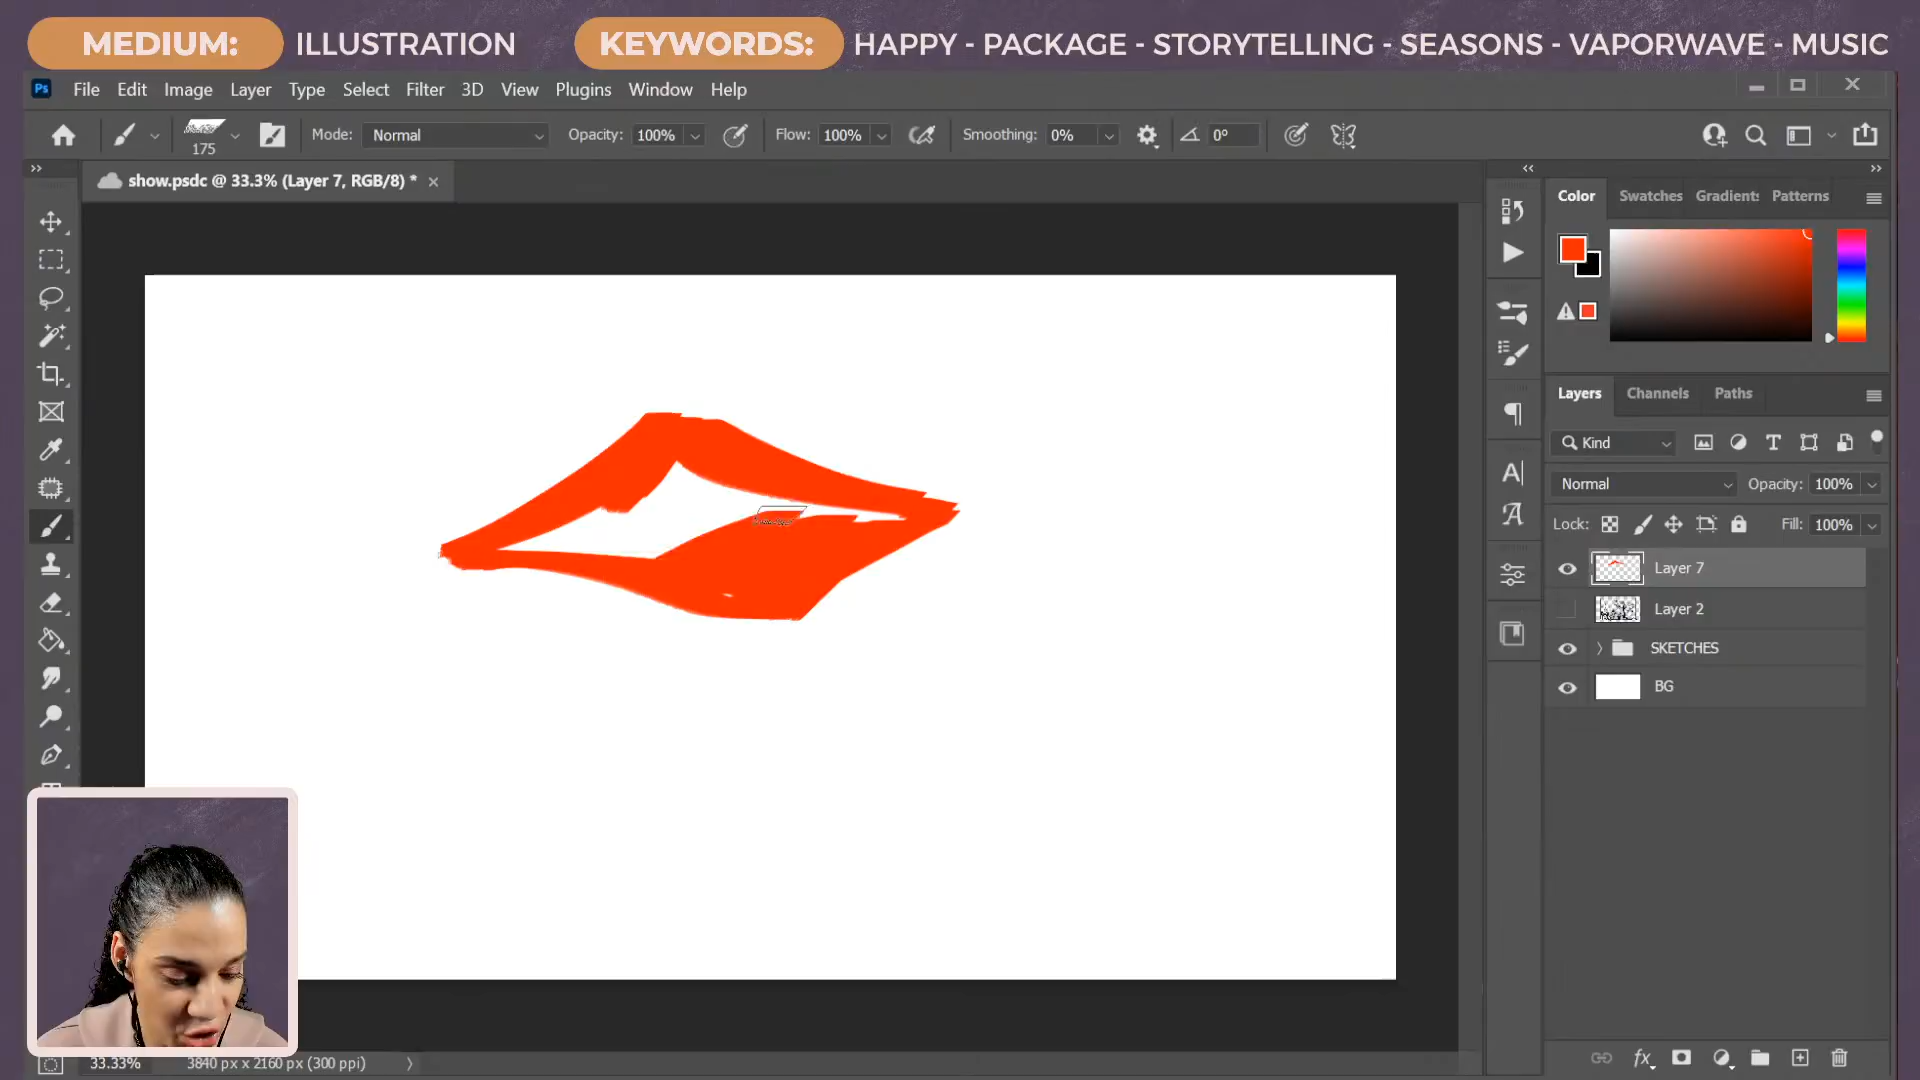 MEDIUM: ILLUSTRATION KEYWORDS: HAPPY - PACKAGE - STORYTELLING - SEASONS - VAPORWAVE - MUSIC
Ps File Edit Image Layer Type Select Filter 3D View Plugins Window Help
175 Mode: Normal Opacity: 100% Flow: 100% Smoothing: 0% 0°
show.psdc @ 33.3% (Layer 7, RGB/8) *
Color Swatches Gradients Patterns
Layers Channels Paths
Kind
Normal Opacity: 100%
Lock: Fill: 100%
Layer 7
Layer 2
SKETCHES
BG
33.33% 3840 px x 2160 px (300 ppi)
fx